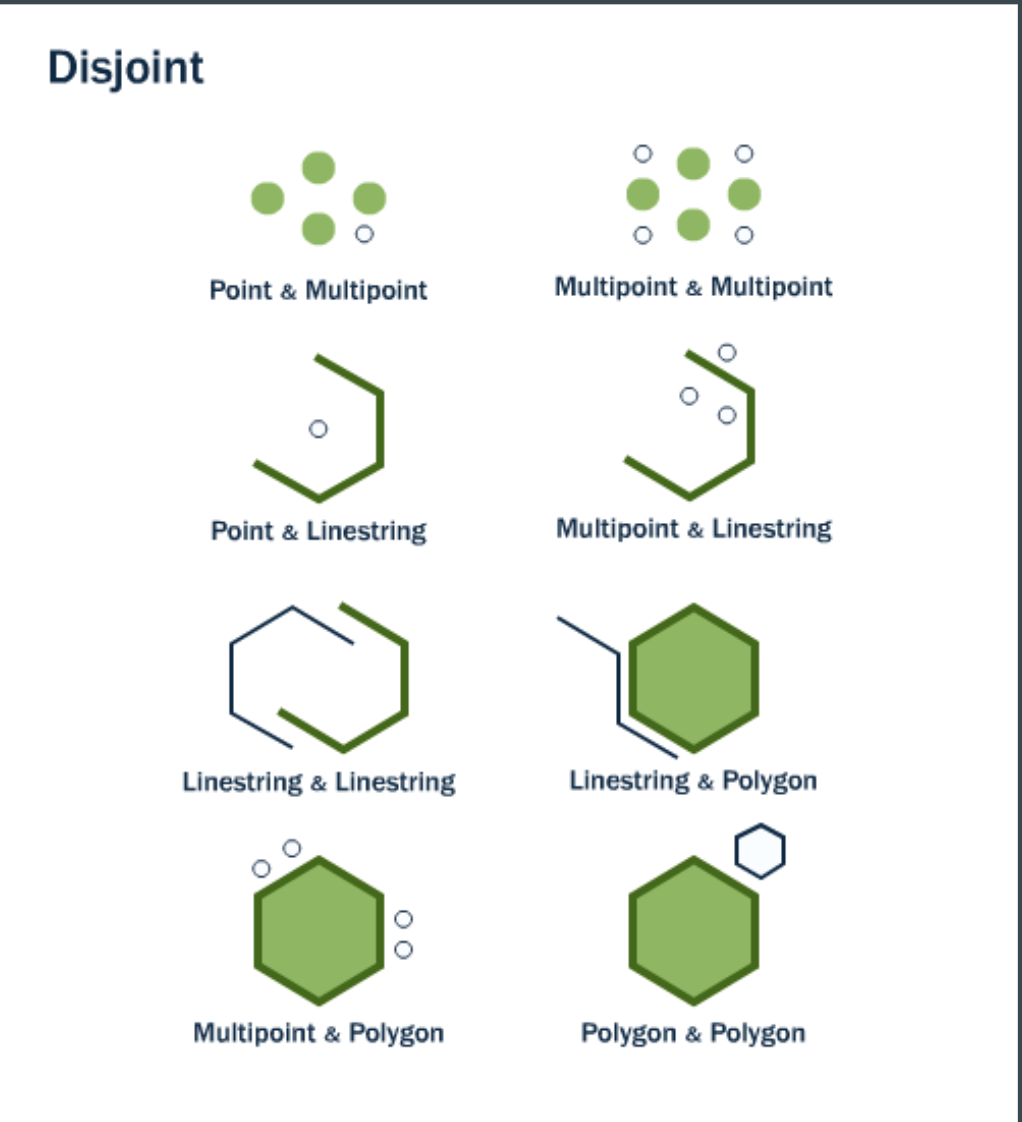 Disjoint
Point & Multipoint
Multipoint & Multipoint
Point & Linestring
Multipoint & Linestring
Linestring & Linestring
Linestring & Polygon
Multipoint & Polygon
Polygon & Polygon